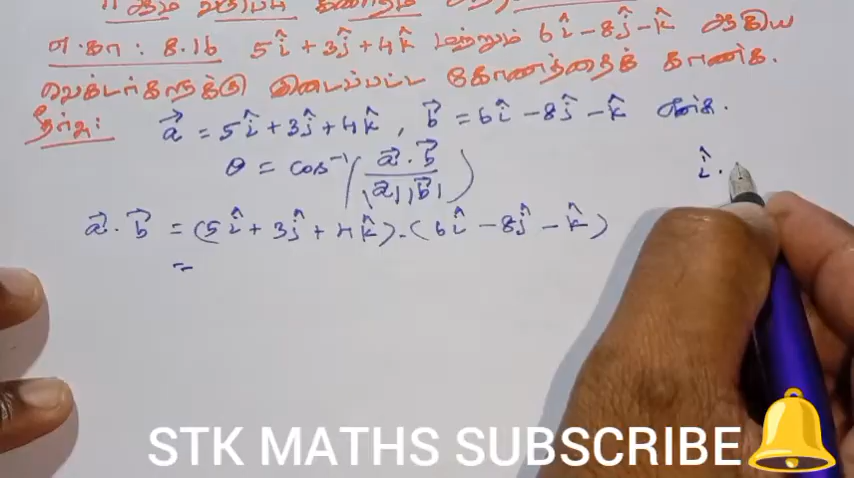 எ.கா : 8.16 5î + 3ĵ + 4k̂ மற்றும் 6î − 8ĵ − k̂ ஆகிய
வெக்டர்களுக்கு இடைப்பட்ட கோணத்தைக் காண்க.
தீர்வு: a⃗ = 5î + 3ĵ + 4k̂ , b⃗ = 6î − 8ĵ − k̂ என்க.
θ = cos⁻¹( a⃗ . b⃗ / |a⃗| |b⃗| )
î .
a⃗ . b⃗ = (5î + 3ĵ + 4k̂) . (6î − 8ĵ − k̂)
=
STK MATHS SUBSCRIBE